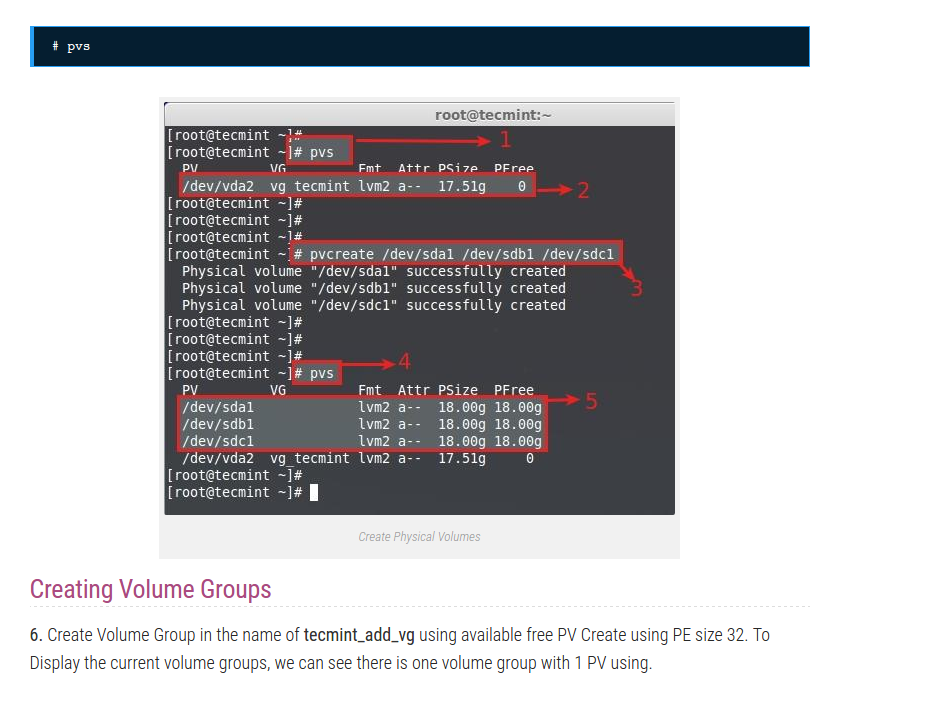 # pvs
root@tecmint:~
[root@tecmint ~]#
[root@tecmint ~]# pvs
1
PV VG Fmt Attr PSize PFree
/dev/vda2 vg_tecmint lvm2 a-- 17.51g 0
2
[root@tecmint ~]#
[root@tecmint ~]#
[root@tecmint ~]#
[root@tecmint ~]# pvcreate /dev/sda1 /dev/sdb1 /dev/sdc1
Physical volume "/dev/sda1" successfully created
Physical volume "/dev/sdb1" successfully created
3
Physical volume "/dev/sdc1" successfully created
[root@tecmint ~]#
[root@tecmint ~]#
[root@tecmint ~]#
[root@tecmint ~]# pvs
4
PV VG Fmt Attr PSize PFree
/dev/sda1 lvm2 a-- 18.00g 18.00g
5
/dev/sdb1 lvm2 a-- 18.00g 18.00g
/dev/sdc1 lvm2 a-- 18.00g 18.00g
/dev/vda2 vg_tecmint lvm2 a-- 17.51g 0
[root@tecmint ~]#
[root@tecmint ~]#
Create Physical Volumes
Creating Volume Groups
6. Create Volume Group in the name of tecmint_add_vg using available free PV Create using PE size 32. To
Display the current volume groups, we can see there is one volume group with 1 PV using.